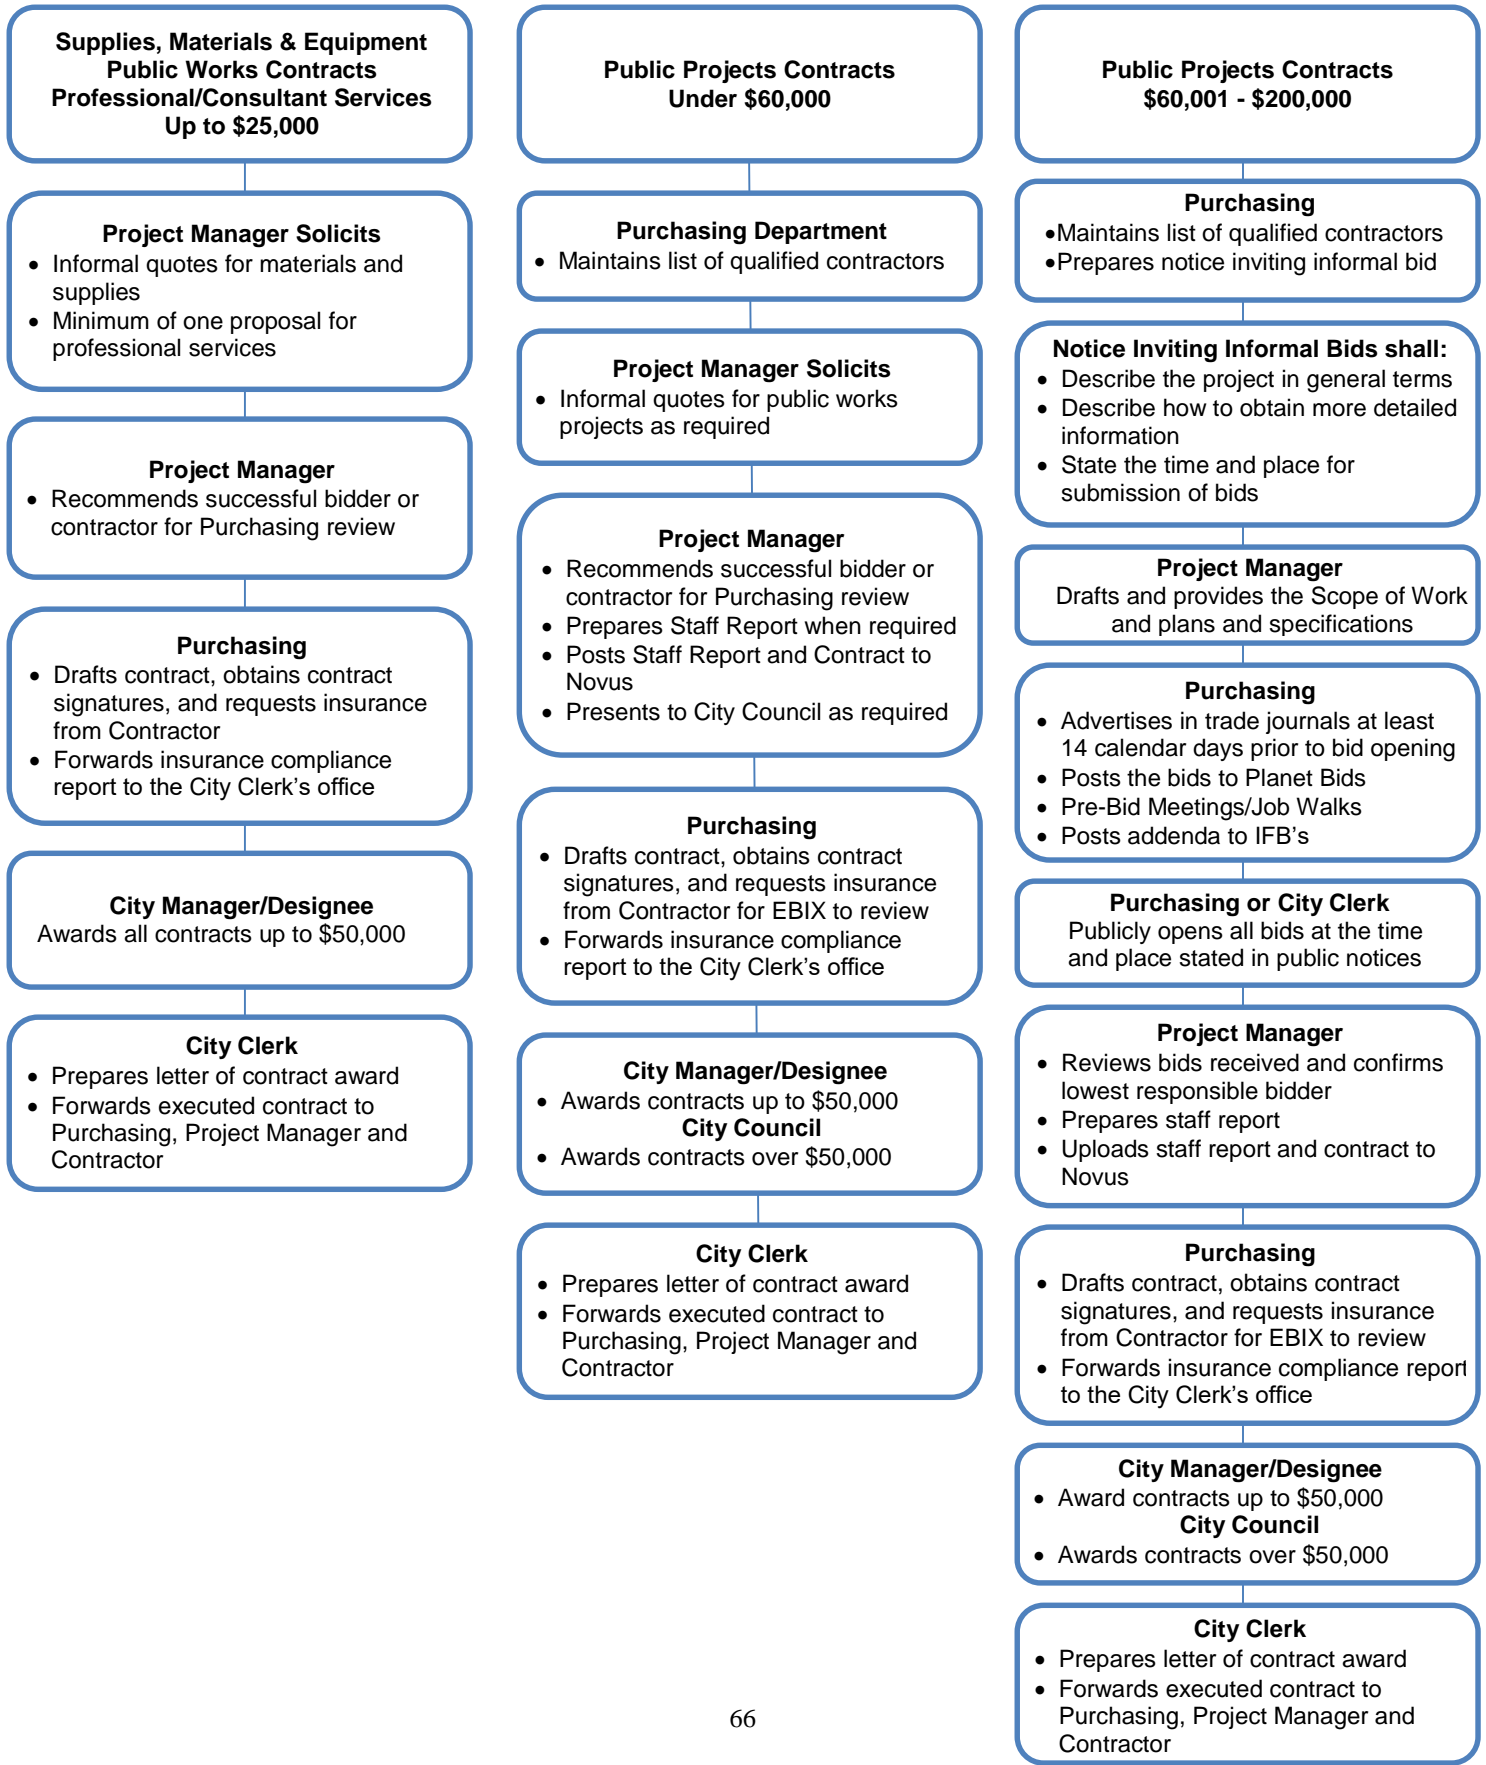 Supplies, Materials & Equipment
Public Works Contracts
Professional/Consultant Services
Up to $25,000
Project Manager Solicits
• Informal quotes for materials and
supplies
• Minimum of one proposal for
professional services
Project Manager
• Recommends successful bidder or
contractor for Purchasing review
Purchasing
• Drafts contract, obtains contract
signatures, and requests insurance
from Contractor
• Forwards insurance compliance
report to the City Clerk’s office
City Manager/Designee
Awards all contracts up to $50,000
City Clerk
• Prepares letter of contract award
• Forwards executed contract to
Purchasing, Project Manager and
Contractor
Public Projects Contracts
Under $60,000
Purchasing Department
• Maintains list of qualified contractors
Project Manager Solicits
• Informal quotes for public works
projects as required
Project Manager
• Recommends successful bidder or
contractor for Purchasing review
• Prepares Staff Report when required
• Posts Staff Report and Contract to
Novus
• Presents to City Council as required
Purchasing
• Drafts contract, obtains contract
signatures, and requests insurance
from Contractor for EBIX to review
• Forwards insurance compliance
report to the City Clerk’s office
City Manager/Designee
• Awards contracts up to $50,000
City Council
• Awards contracts over $50,000
City Clerk
• Prepares letter of contract award
• Forwards executed contract to
Purchasing, Project Manager and
Contractor
Public Projects Contracts
$60,001 - $200,000
Purchasing
•Maintains list of qualified contractors
•Prepares notice inviting informal bid
Notice Inviting Informal Bids shall:
• Describe the project in general terms
• Describe how to obtain more detailed
information
• State the time and place for
submission of bids
Project Manager
Drafts and provides the Scope of Work
and plans and specifications
Purchasing
• Advertises in trade journals at least
14 calendar days prior to bid opening
• Posts the bids to Planet Bids
• Pre-Bid Meetings/Job Walks
• Posts addenda to IFB’s
Purchasing or City Clerk
Publicly opens all bids at the time
and place stated in public notices
Project Manager
• Reviews bids received and confirms
lowest responsible bidder
• Prepares staff report
• Uploads staff report and contract to
Novus
Purchasing
• Drafts contract, obtains contract
signatures, and requests insurance
from Contractor for EBIX to review
• Forwards insurance compliance report
to the City Clerk’s office
City Manager/Designee
• Award contracts up to $50,000
City Council
• Awards contracts over $50,000
City Clerk
• Prepares letter of contract award
• Forwards executed contract to
Purchasing, Project Manager and
Contractor
66